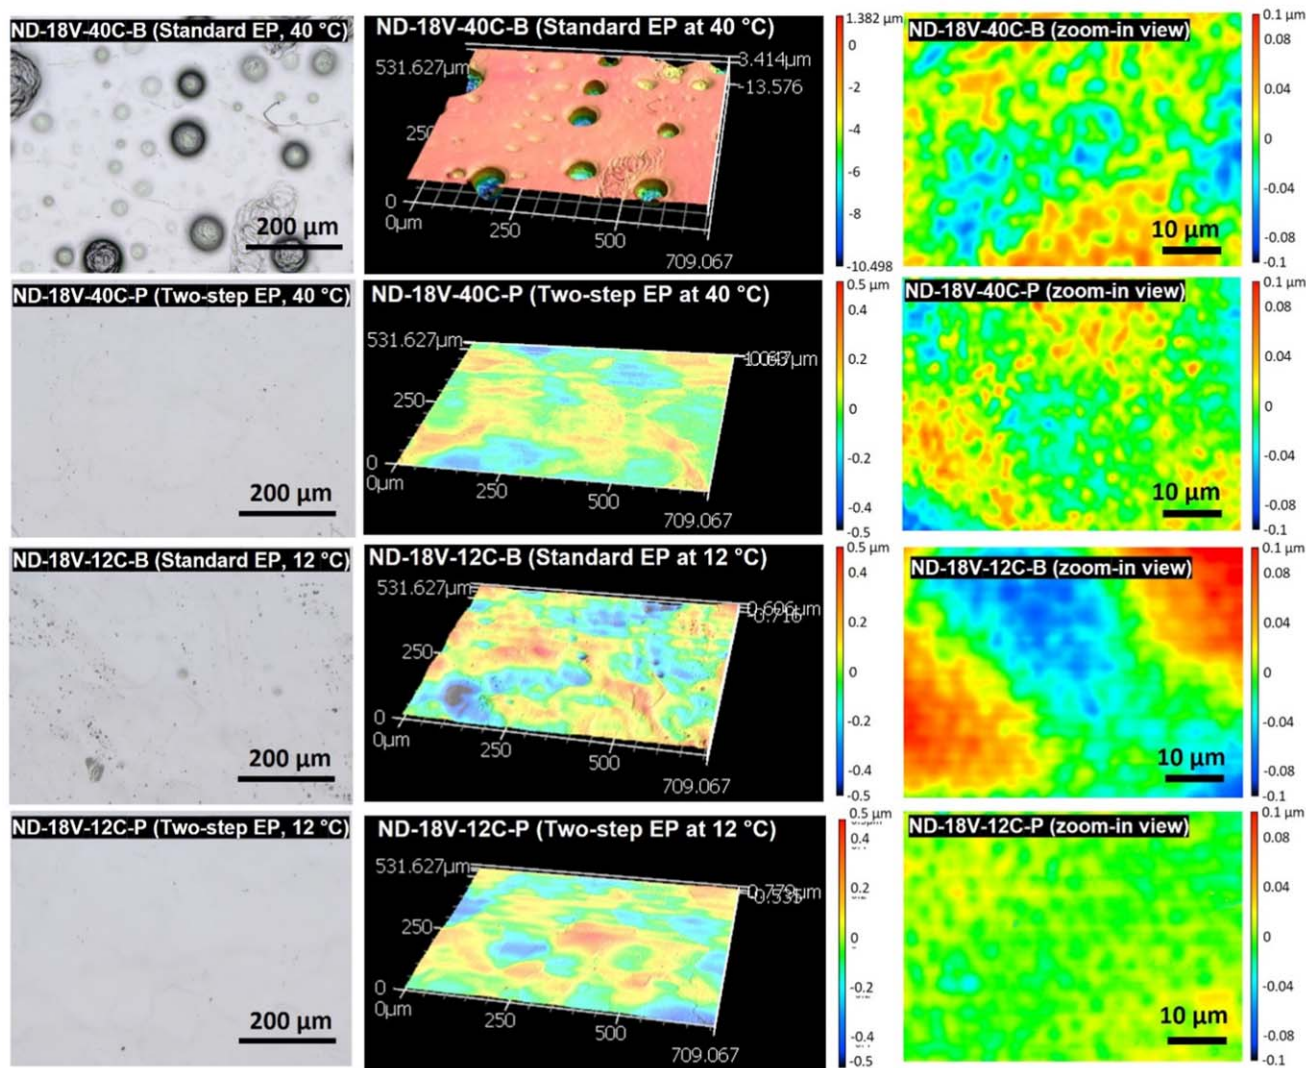 ND-18V-40C-B (Standard EP, 40 °C)
200 µm
ND-18V-40C-B (Standard EP at 40 °C)
531.627µm
3.414µm
-13.576
250
0
0µm
250
500
709.067
1.382 µm
0
-2
-4
-6
-8
-10.498
ND-18V-40C-B (zoom-in view)
10 µm
0.1 µm
0.08
0.04
0
-0.04
-0.08
-0.1
ND-18V-40C-P (Two-step EP, 40 °C)
200 µm
ND-18V-40C-P (Two-step EP at 40 °C)
531.627µm
250
0
0µm
250
500
709.067
0.5 µm
0.4
0.2
0
-0.2
-0.4
-0.5
ND-18V-40C-P (zoom-in view)
10 µm
0.1 µm
0.08
0.04
0
-0.04
-0.08
-0.1
ND-18V-12C-B (Standard EP, 12 °C)
200 µm
ND-18V-12C-B (Standard EP at 12 °C)
531.627µm
0.606µm
-0.716
250
0
0µm
250
500
709.067
0.5 µm
0.4
0.2
0
-0.2
-0.4
-0.5
ND-18V-12C-B (zoom-in view)
10 µm
0.1 µm
0.08
0.04
0
-0.04
-0.08
-0.1
ND-18V-12C-P (Two-step EP, 12 °C)
200 µm
ND-18V-12C-P (Two-step EP at 12 °C)
531.627µm
0.779µm
250
0
0µm
250
500
709.067
0.5 µm
0.4
0.2
0
-0.2
-0.4
-0.5
ND-18V-12C-P (zoom-in view)
10 µm
0.1 µm
0.08
0.04
0
-0.04
-0.08
-0.1